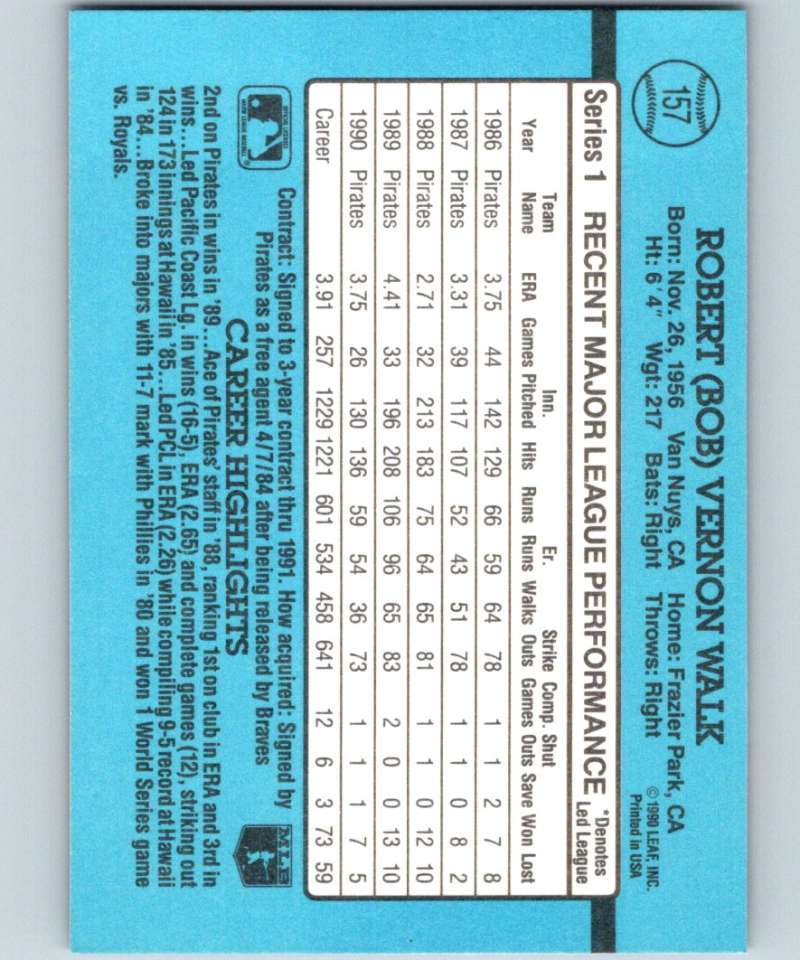 157
ROBERT (BOB) VERNON WALK
Born: Nov. 26, 1956 Van Nuys, CA Home: Frazier Park, CA
Ht: 6'4" Wgt: 217 Bats: Right Throws: Right
© 1990 LEAF, INC.
Printed in USA
Series 1 RECENT MAJOR LEAGUE PERFORMANCE *Denotes
Led League
Team Inn. Er. Strike Comp. Shut
Year Name ERA Games Pitched Hits Runs Runs Walks Outs Games Outs Save Won Lost
1986 Pirates 3.75 44 142 129 66 59 64 78 1 1 2 7 8
1987 Pirates 3.31 39 117 107 52 43 51 78 1 1 0 8 2
1988 Pirates 2.71 32 213 183 75 64 65 81 1 1 0 12 10
1989 Pirates 4.41 33 196 208 106 96 65 83 2 0 0 13 10
1990 Pirates 3.75 26 130 136 59 54 36 73 1 1 1 7 5
Career 3.91 257 1229 1221 601 534 458 641 12 6 3 73 59
Contract: Signed to 3-year contract thru 1991. How acquired: Signed by
Pirates as a free agent 4/7/84 after being released by Braves
MLB
CAREER HIGHLIGHTS
2nd on Pirates in wins in '89...Ace of Pirates' staff in '88, ranking 1st on club in ERA and 3rd in
wins...Led Pacific Coast Lg. in wins (16-5), ERA (2.65) and complete games (12), striking out
124 in 173 innings at Hawaii in '85...Led PCL in ERA (2.26) while compiling 9-5 record at Hawaii
in '84...Broke into majors with 11-7 mark with Phillies in '80 and won 1 World Series game
vs. Royals.